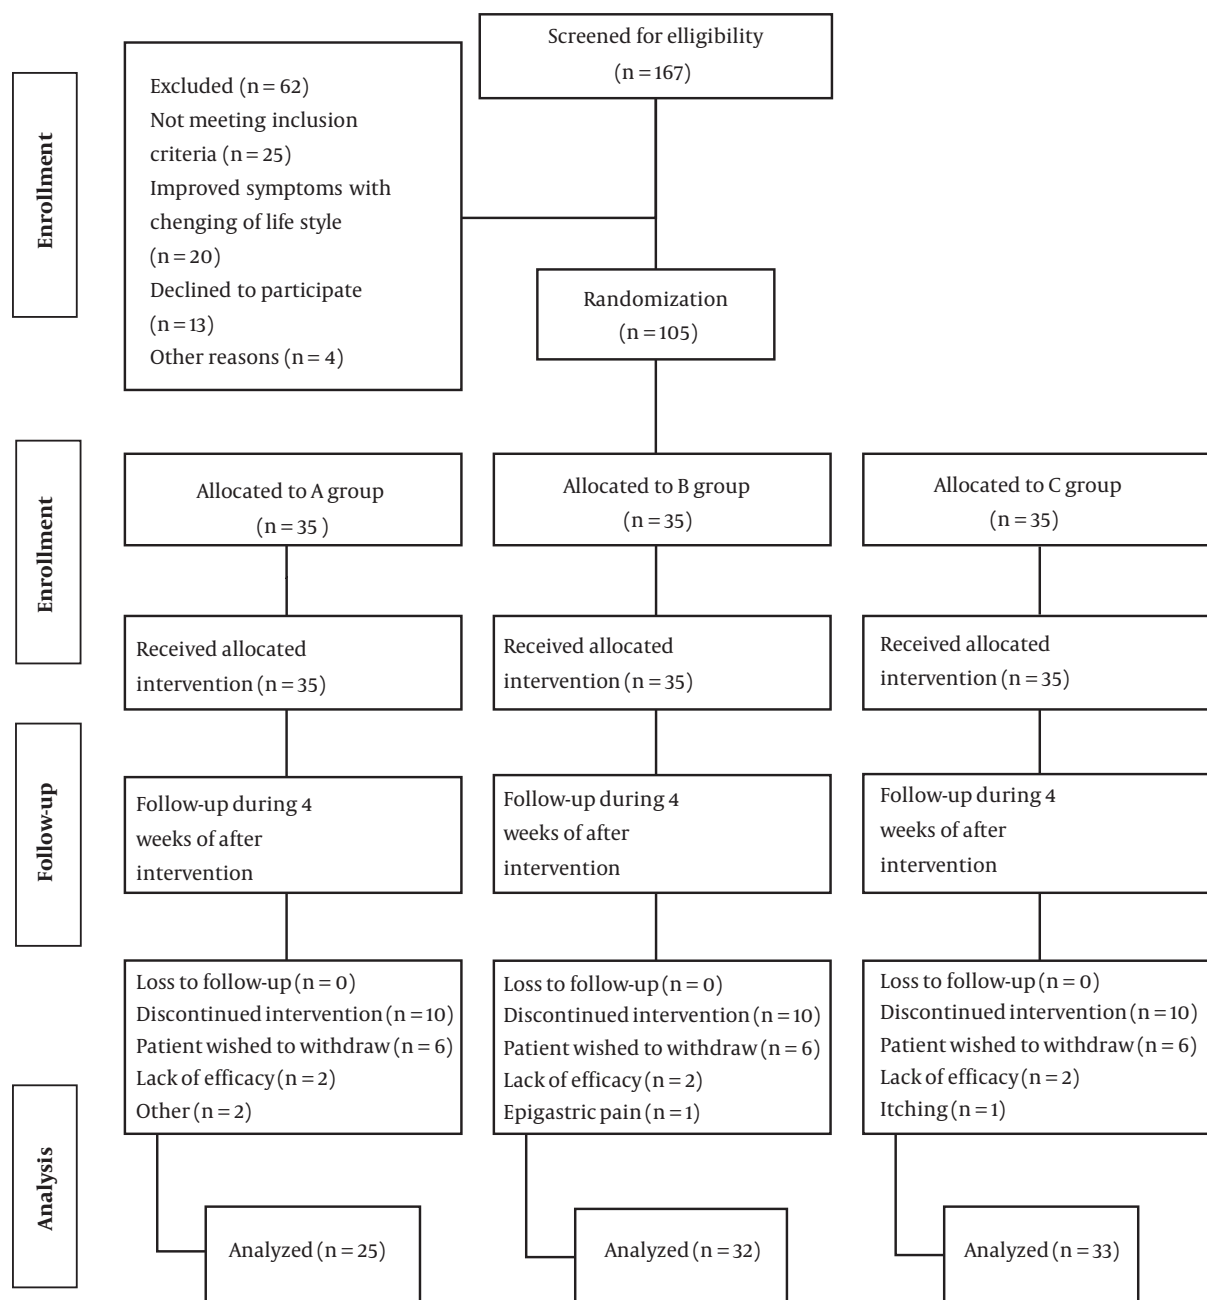 Screened for elligibility
(n = 167)
Enrollment
Excluded (n = 62)
Not meeting inclusion
criteria (n = 25)
Improved symptoms with
chenging of life style
(n = 20)
Declined to participate
(n = 13)
Other reasons (n = 4)
Randomization
(n = 105)
Enrollment
Allocated to A group
(n = 35 )
Allocated to B group
(n = 35)
Allocated to C group
(n = 35)
Received allocated
intervention (n = 35)
Received allocated
intervention (n = 35)
Received allocated
intervention (n = 35)
Follow-up
Follow-up during 4
weeks of after
intervention
Follow-up during 4
weeks of after
intervention
Follow-up during 4
weeks of after
intervention
Loss to follow-up (n = 0)
Discontinued intervention (n = 10)
Patient wished to withdraw (n = 6)
Lack of efficacy (n = 2)
Other (n = 2)
Loss to follow-up (n = 0)
Discontinued intervention (n = 10)
Patient wished to withdraw (n = 6)
Lack of efficacy (n = 2)
Epigastric pain (n = 1)
Loss to follow-up (n = 0)
Discontinued intervention (n = 10)
Patient wished to withdraw (n = 6)
Lack of efficacy (n = 2)
Itching (n = 1)
Analysis
Analyzed (n = 25)
Analyzed (n = 32)
Analyzed (n = 33)